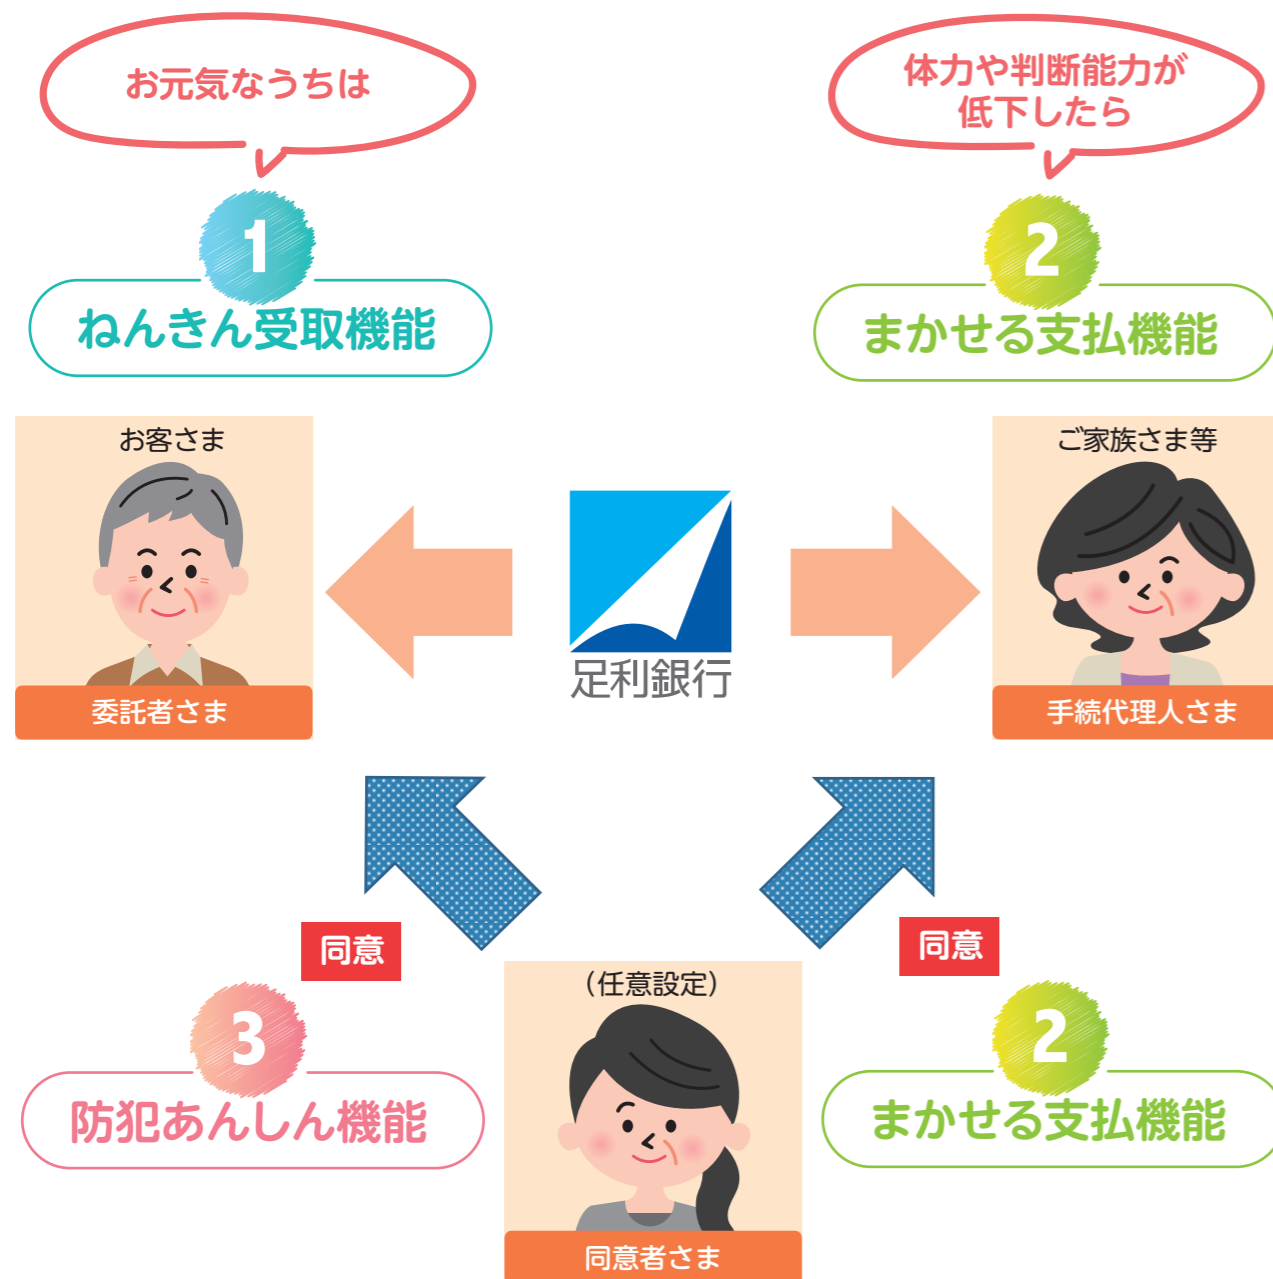 お元気なうちは
体力や判断能力が
低下したら
1
2
ねんきん受取機能
まかせる支払機能
お客さま
ご家族さま等
足利銀行
委託者さま
手続代理人さま
同意
同意
(任意設定)
3
2
防犯あんしん機能
まかせる支払機能
同意者さま